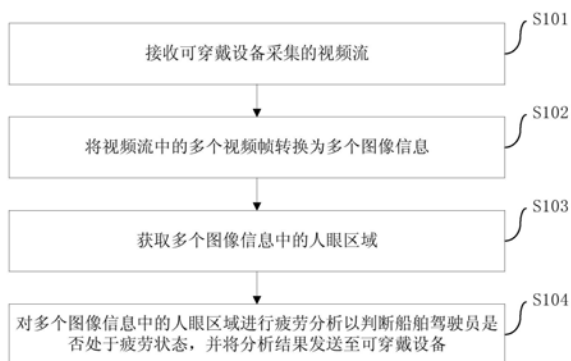 S101
接收可穿戴设备采集的视频流
S102
将视频流中的多个视频帧转换为多个图像信息
S103
获取多个图像信息中的人眼区域
S104
对多个图像信息中的人眼区域进行疲劳分析以判断船舶驾驶员是
否处于疲劳状态，并将分析结果发送至可穿戴设备